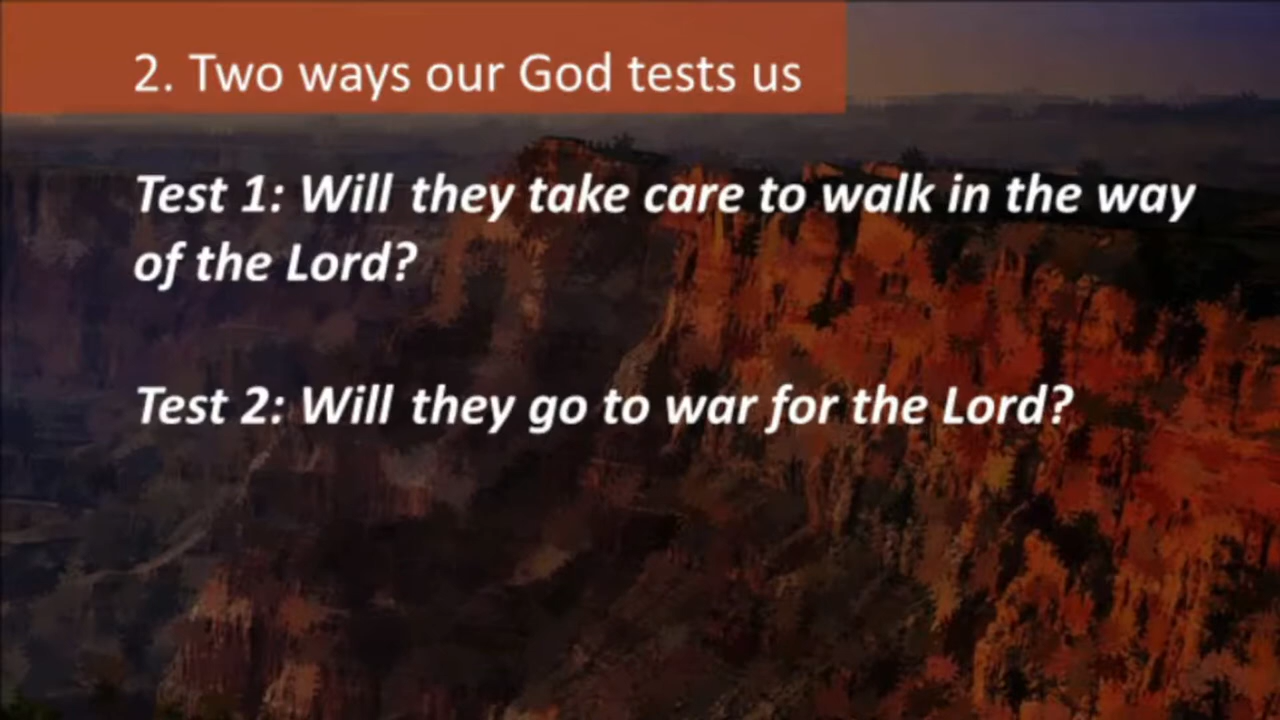 2. Two ways our God tests us
Test 1: Will they take care to walk in the way
of the Lord?
Test 2: Will they go to war for the Lord?